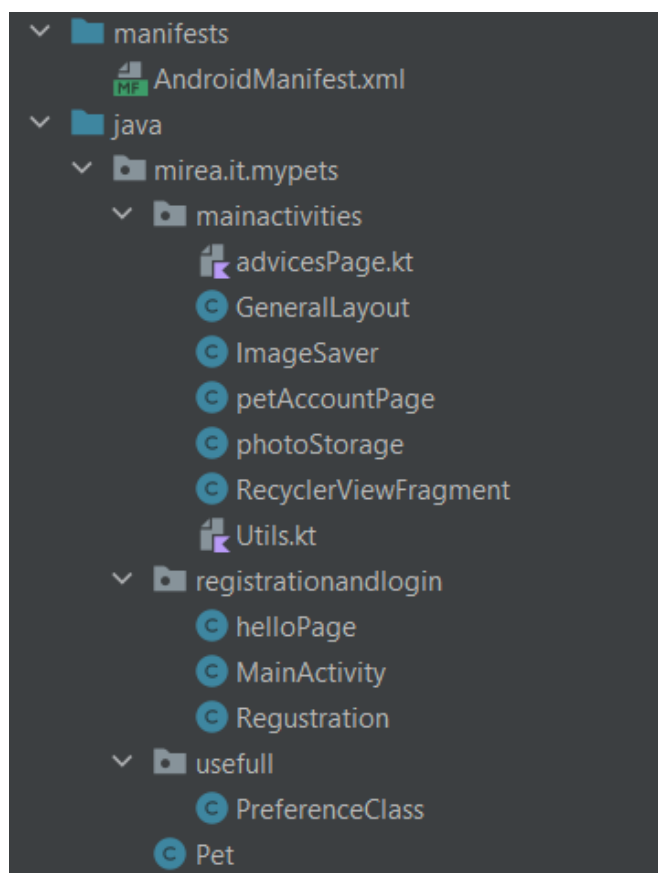 manifests
MF AndroidManifest.xml
java
mirea.it.mypets
mainactivities
advicesPage.kt
C GeneralLayout
C ImageSaver
C petAccountPage
C photoStorage
C RecyclerViewFragment
Utils.kt
registrationandlogin
C helloPage
C MainActivity
C Regustration
usefull
C PreferenceClass
C Pet